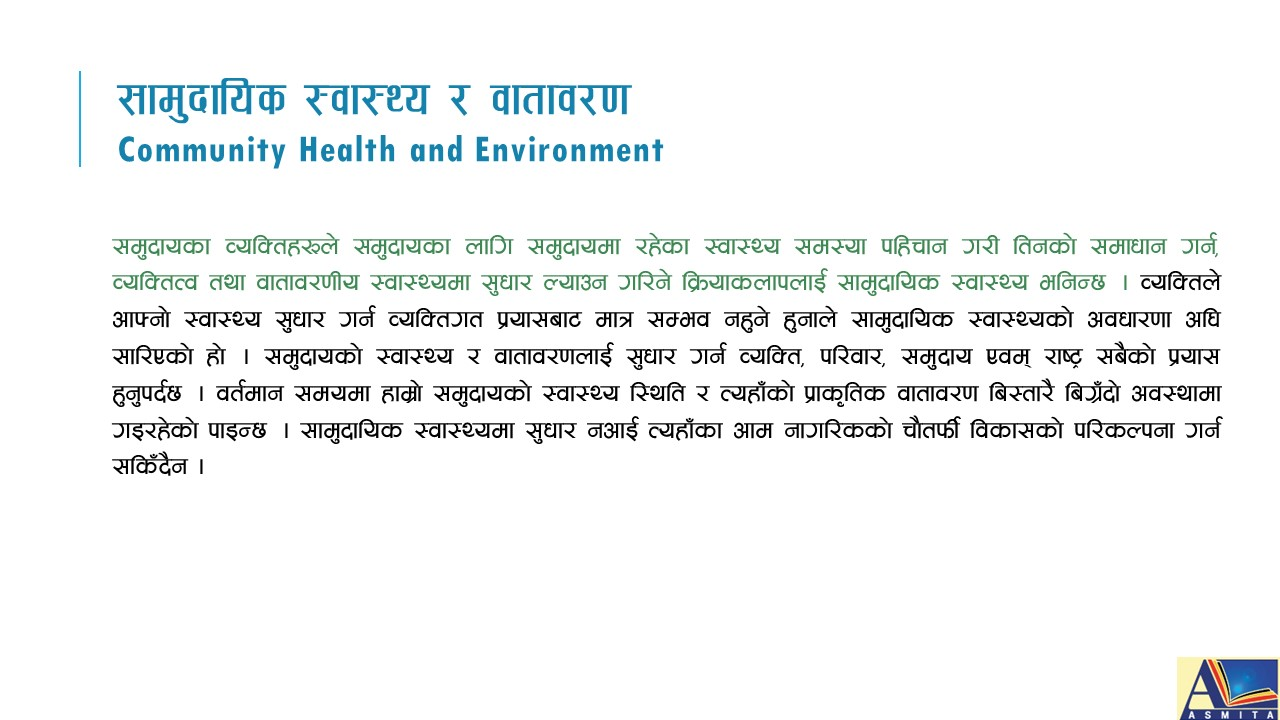 सामुदायिक स्वास्थ्य र वातावरण
Community Health and Environment
समुदायका व्यक्तिहरूले समुदायका लागि समुदायमा रहेका स्वास्थ्य समस्या पहिचान गरी तिनको समाधान गर्न,
व्यक्तित्व तथा वातावरणीय स्वास्थ्यमा सुधार ल्याउन गरिने क्रियाकलापलाई सामुदायिक स्वास्थ्य भनिन्छ । व्यक्तिले
आफ्नो स्वास्थ्य सुधार गर्न व्यक्तिगत प्रयासबाट मात्र सम्भव नहुने हुनाले सामुदायिक स्वास्थ्यको अवधारणा अघि
सारिएको हो । समुदायको स्वास्थ्य र वातावरणलाई सुधार गर्न व्यक्ति, परिवार, समुदाय एवम् राष्ट्र सबैको प्रयास
हुनुपर्दछ । वर्तमान समयमा हाम्रो समुदायको स्वास्थ्य स्थिति र त्यहाँको प्राकृतिक वातावरण बिस्तारै बिग्रँदो अवस्थामा
गइरहेको पाइन्छ । सामुदायिक स्वास्थ्यमा सुधार नआई त्यहाँका आम नागरिकको चौतर्फी विकासको परिकल्पना गर्न
सकिँदैन ।
ASMITA